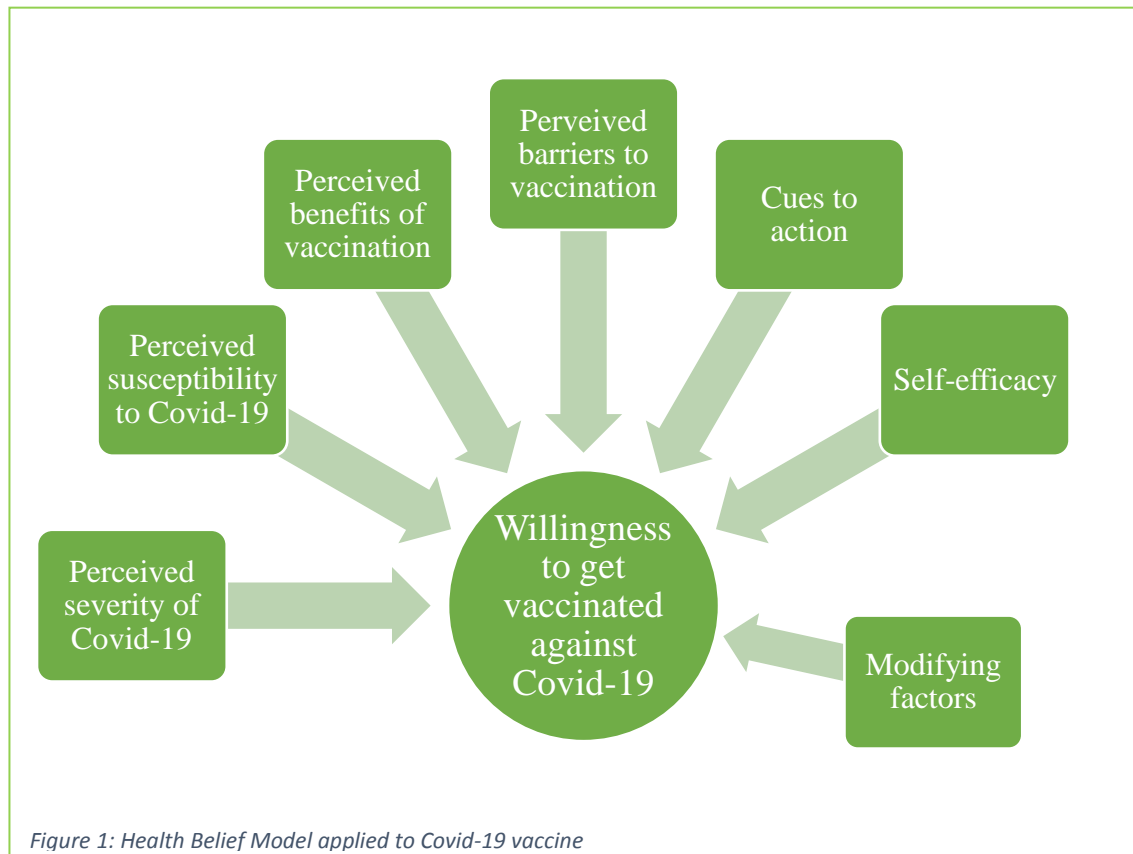 Perveived
barriers to
vaccination
Perceived
benefits of
vaccination
Cues to
action
Perceived
susceptibility
to Covid-19
Self-efficacy
Willingness
to get
vaccinated
against
Covid-19
Perceived
severity of
Covid-19
Modifying
factors
Figure 1: Health Belief Model applied to Covid-19 vaccine